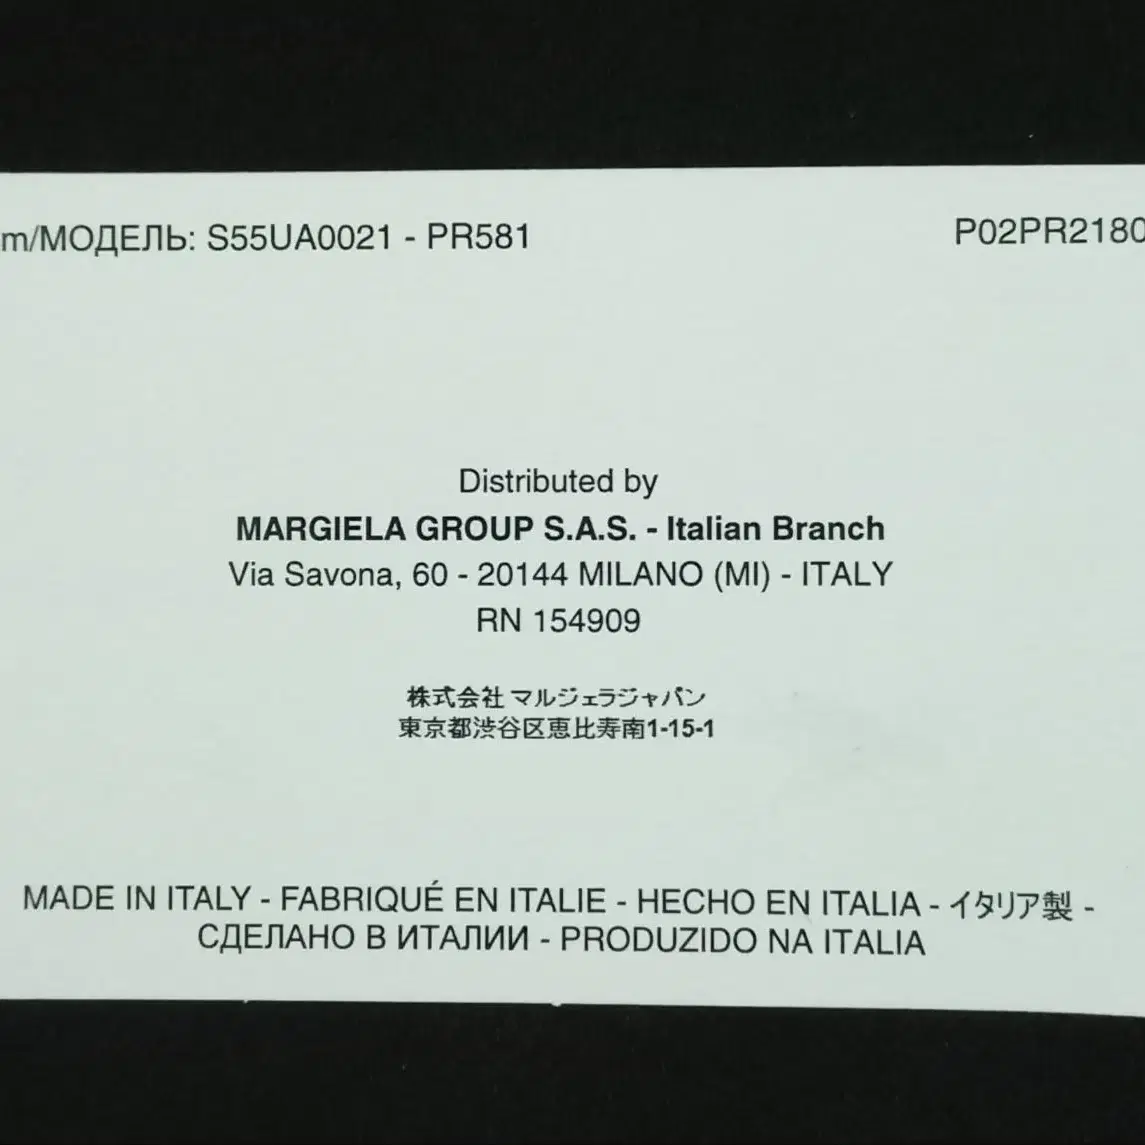 m/МОДЕЛЬ: S55UA0021 - PR581
P02PR2180
Distributed by
MARGIELA GROUP S.A.S. - Italian Branch
Via Savona, 60 - 20144 MILANO (MI) - ITALY
RN 154909
株式会社 マルジェラジャパン
東京都渋谷区恵比寿南1-15-1
MADE IN ITALY - FABRIQUÉ EN ITALIE - HECHO EN ITALIA - イタリア製 -
СДЕЛАНО В ИТАЛИИ - PRODUZIDO NA ITALIA